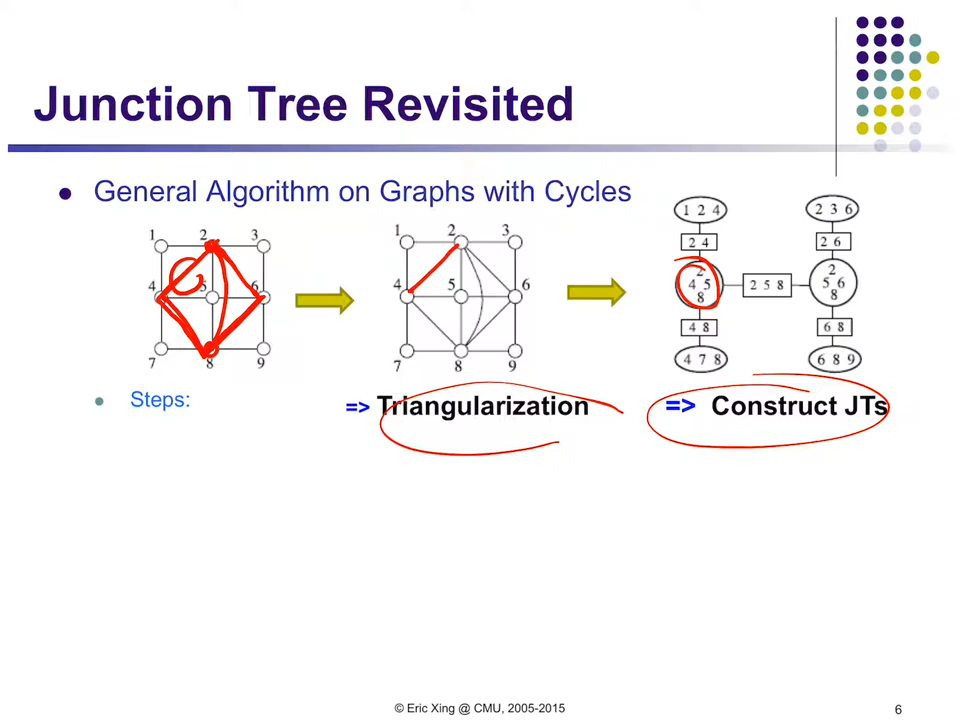 Junction Tree Revisited
General Algorithm on Graphs with Cycles
1 2 3
4 5 6
7 8 9
1 2 3
4 5 6
7 8 9
1 2 4
2 3 6
2 4
2 6
2
4 5
8
2 5 8
2
5 6
8
4 8
6 8
4 7 8
6 8 9
Steps:
=> Triangularization
=> Construct JTs
© Eric Xing @ CMU, 2005-2015
6